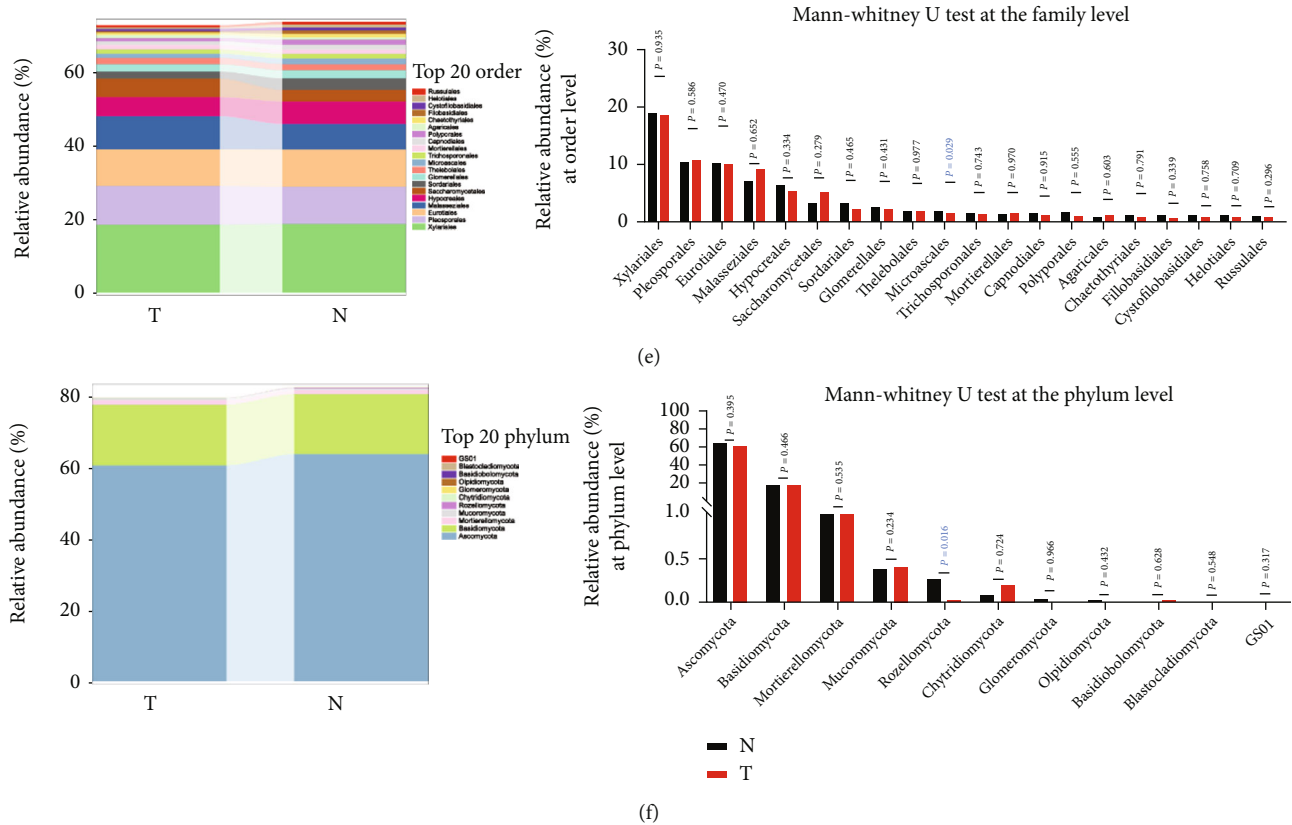 Relative abundance (%)
60
40
20
0
T
N
Top 20 order
Russulales
Helotiales
Cystofilobasidiales
Filobasidiales
Chaetothyriales
Agaricales
Polyporales
Capnodiales
Mortierellales
Trichosporonales
Microascales
Thelebolales
Glomerellales
Sordariales
Saccharomycetales
Hypocreales
Malasseziales
Eurotiales
Pleosporales
Xylariales
Mann-whitney U test at the family level
Relative abundance (%)
at order level
30
20
10
0
P = 0.935
P = 0.586
P = 0.470
P = 0.652
P = 0.334
P = 0.279
P = 0.465
P = 0.431
P = 0.977
P = 0.029
P = 0.743
P = 0.970
P = 0.915
P = 0.555
P = 0.603
P = 0.791
P = 0.339
P = 0.758
P = 0.709
P = 0.296
Xylariales
Pleosporales
Eurotiales
Malasseziales
Hypocreales
Saccharomycetales
Sordariales
Glomerellales
Thelebolales
Microascales
Trichosporonales
Mortierellales
Capnodiales
Polyporales
Agaricales
Chaetothyriales
Fillobasidiales
Cystofilobasidiales
Helotiales
Russulales
(e)
Relative abundance (%)
80
60
40
20
0
T
N
Top 20 phylum
GS01
Blastocladiomycota
Basidiobolomycota
Olpidiomycota
Glomeromycota
Chytridiomycota
Rozellomycota
Mucoromycota
Mortierellomycota
Basidiomycota
Ascomycota
Mann-whitney U test at the phylum level
Relative abundance (%)
at phylum level
100
80
60
40
20
1.0
0.5
0.0
P = 0.395
P = 0.466
P = 0.535
P = 0.234
P = 0.016
P = 0.724
P = 0.966
P = 0.432
P = 0.628
P = 0.548
P = 0.317
Ascomycota
Basidiomycota
Mortierellomycota
Mucoromycota
Rozellomycota
Chytridiomycota
Glomeromycota
Olpidiomycota
Basidiobolomycota
Blastocladiomycota
GS01
N
T
(f)